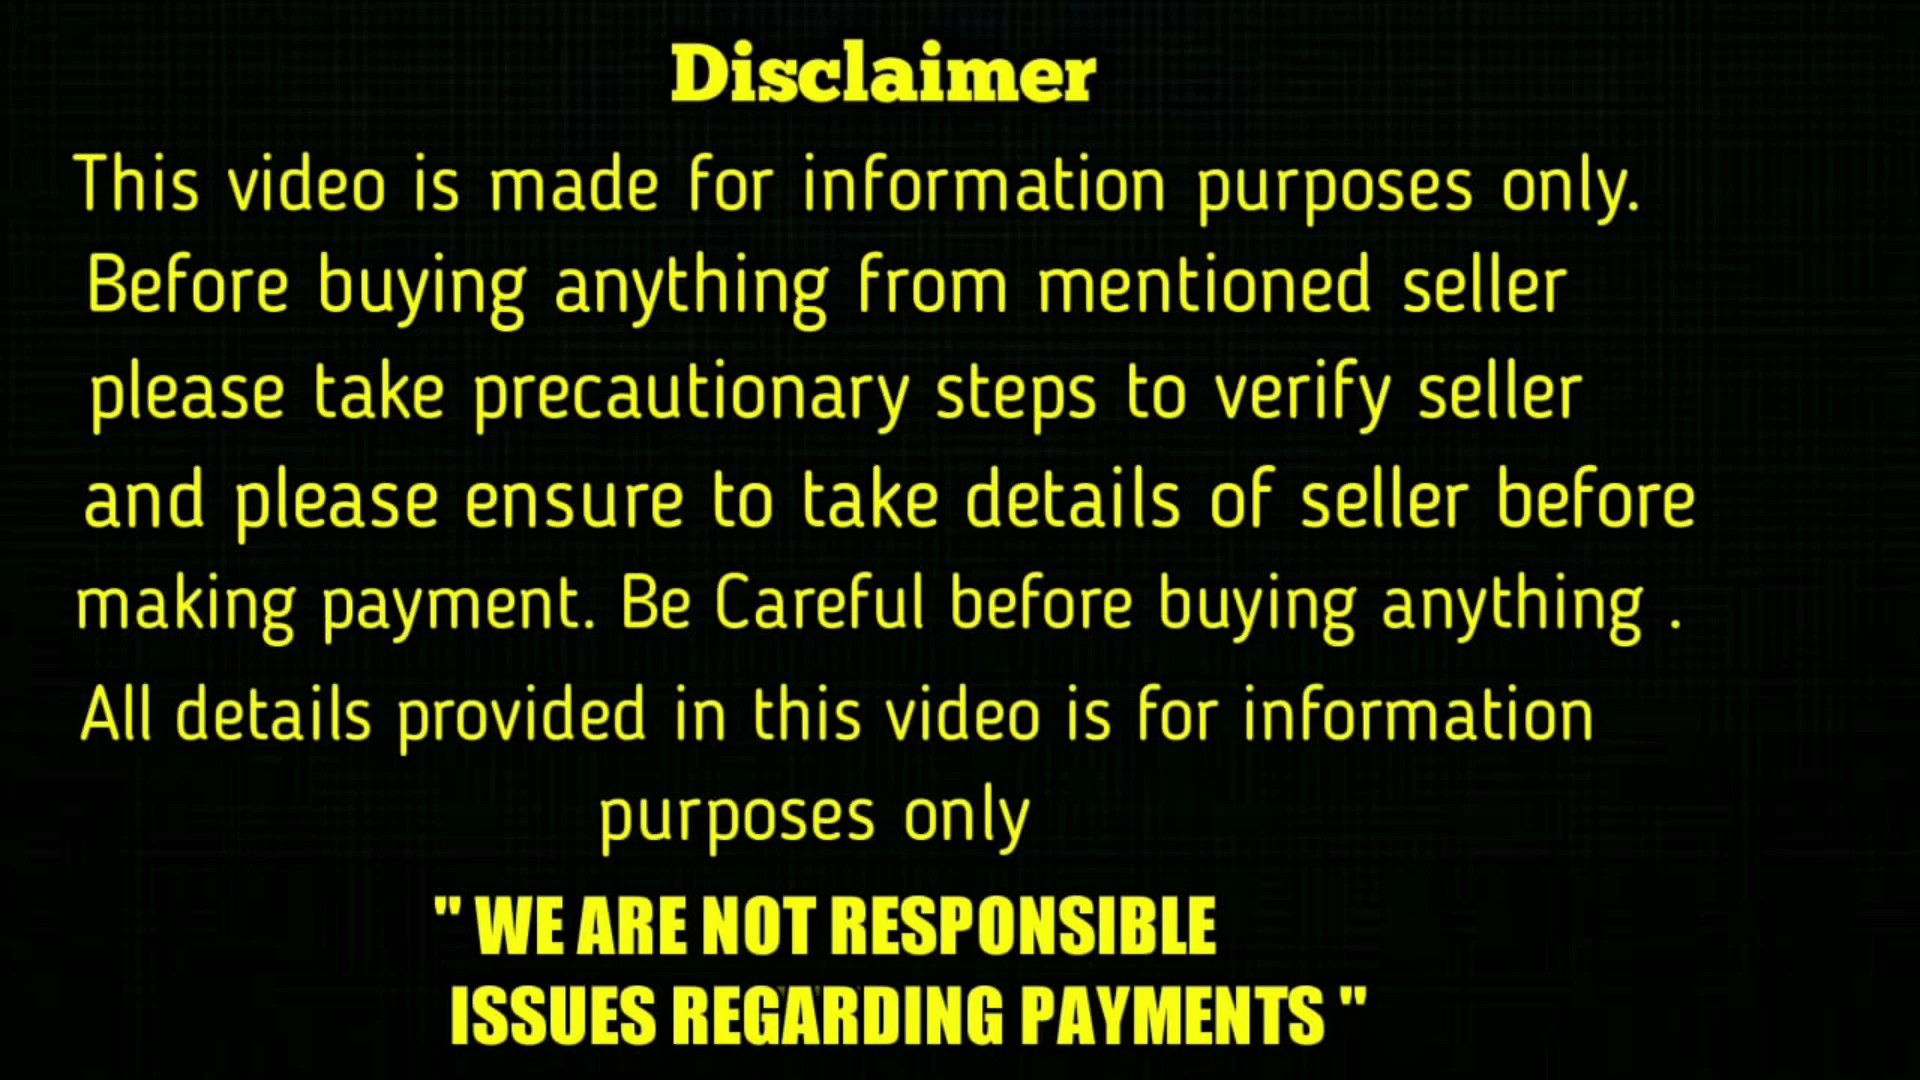 Disclaimer
This video is made for information purposes only.
Before buying anything from mentioned seller
please take precautionary steps to verify seller
and please ensure to take details of seller before
making payment. Be Careful before buying anything .
All details provided in this video is for information
purposes only
" WE ARE NOT RESPONSIBLE
ISSUES REGARDING PAYMENTS "